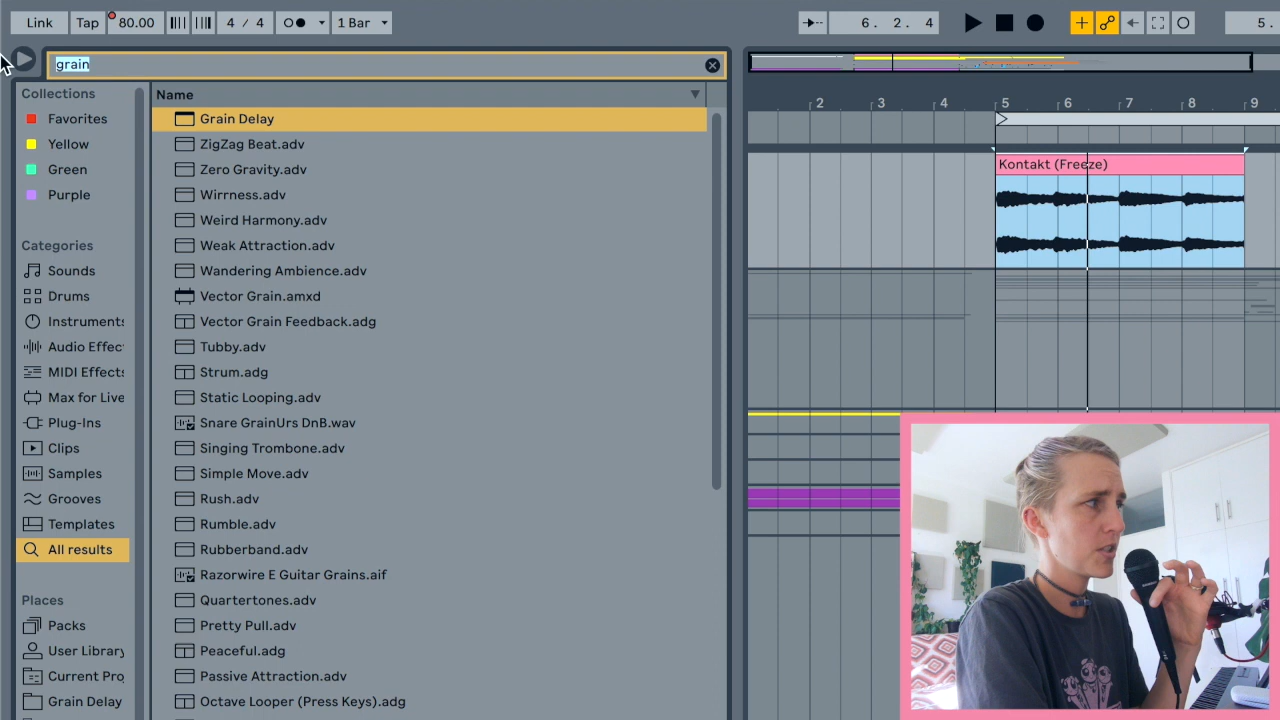 Link Tap 80.00 4 / 4 1 Bar 6. 2. 4 5.
grain
Collections
Favorites
Yellow
Green
Purple
Categories
Sounds
Drums
Instruments
Audio Effec
MIDI Effects
Max for Live
Plug-Ins
Clips
Samples
Grooves
Templates
All results
Places
Packs
User Library
Current Pro
Grain Delay
Name
Grain Delay
ZigZag Beat.adv
Zero Gravity.adv
Wirrness.adv
Weird Harmony.adv
Weak Attraction.adv
Wandering Ambience.adv
Vector Grain.amxd
Vector Grain Feedback.adg
Tubby.adv
Strum.adg
Static Looping.adv
Snare GrainUrs DnB.wav
Singing Trombone.adv
Simple Move.adv
Rush.adv
Rumble.adv
Rubberband.adv
Razorwire E Guitar Grains.aif
Quartertones.adv
Pretty Pull.adv
Peaceful.adg
Passive Attraction.adv
Octave Looper (Press Keys).adg
2 3 4 5 6 7 8 9
Kontakt (Freeze)